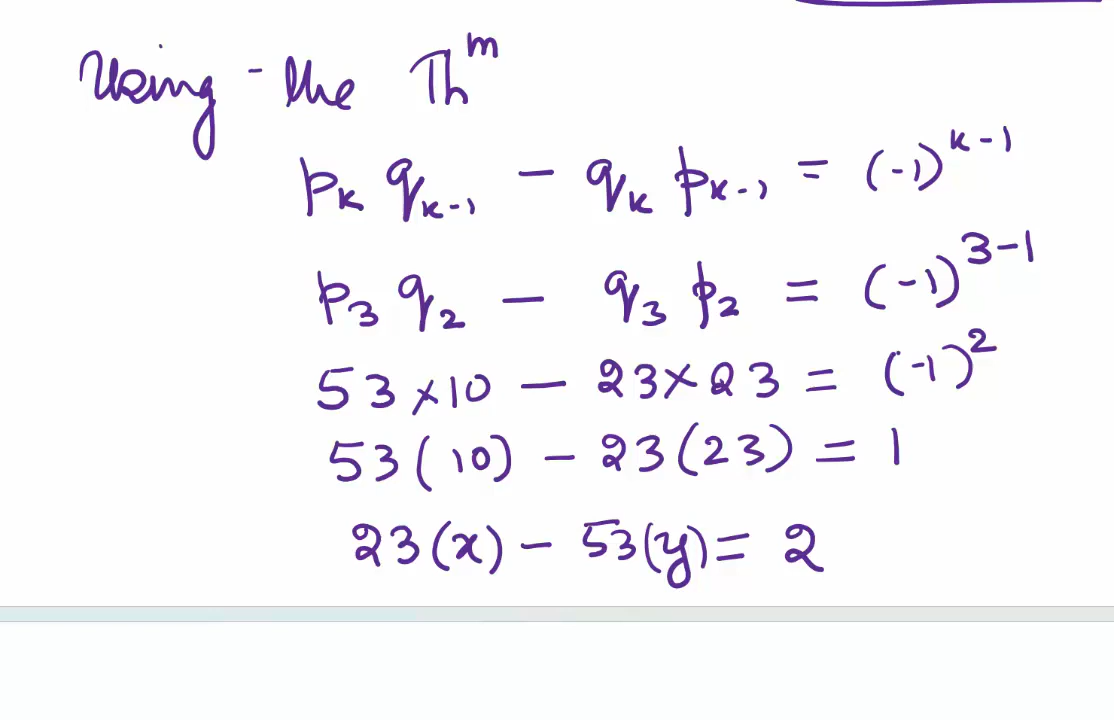 Using the Thᵐ
pₖ qₖ₋₁ - qₖ pₖ₋₁ = (-1)ᵏ⁻¹
p₃ q₂ - q₃ p₂ = (-1)³⁻¹
53×10 - 23×23 = (-1)²
53(10) - 23(23) = 1
23(x) - 53(y) = 2